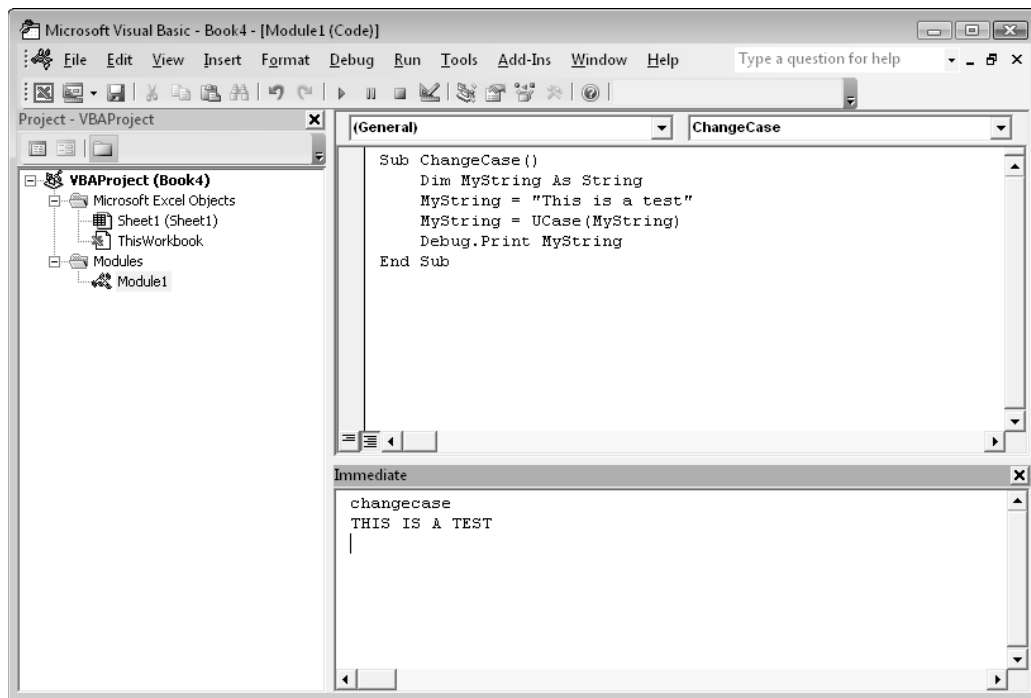 Microsoft Visual Basic - Book4 - [Module1 (Code)]
File Edit View Insert Format Debug Run Tools Add-Ins Window Help Type a question for help
Project - VBAProject
VBAProject (Book4)
Microsoft Excel Objects
Sheet1 (Sheet1)
ThisWorkbook
Modules
Module1
(General) ChangeCase
Sub ChangeCase()
Dim MyString As String
MyString = "This is a test"
MyString = UCase(MyString)
Debug.Print MyString
End Sub
Immediate
changecase
THIS IS A TEST